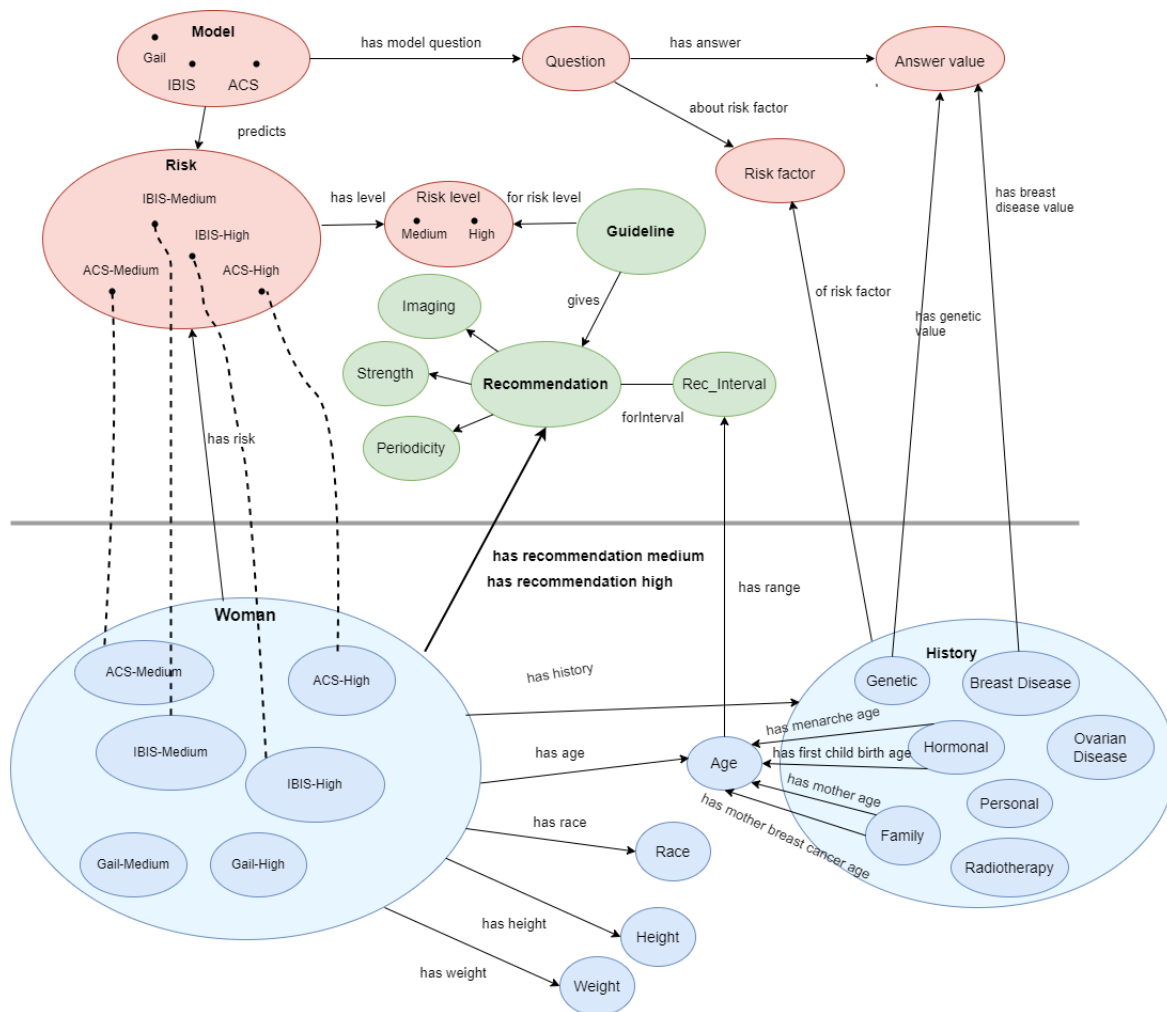 Model
Gail
IBIS
ACS
has model question
Question
has answer
Answer value
predicts
about risk factor
Risk factor
Risk
IBIS-Medium
IBIS-High
ACS-Medium
ACS-High
has level
Risk level
Medium
High
for risk level
Guideline
has breast
disease value
gives
of risk factor
has genetic
value
Imaging
Strength
Recommendation
Rec_Interval
forInterval
Periodicity
has risk
has recommendation medium
has recommendation high
has range
Woman
ACS-Medium
ACS-High
IBIS-Medium
IBIS-High
Gail-Medium
Gail-High
has history
has age
has race
has height
has weight
Age
Race
Height
Weight
History
Genetic
Breast Disease
has menarche age
Hormonal
Ovarian
Disease
has first child birth age
has mother age
Personal
Family
has mother breast cancer age
Radiotherapy